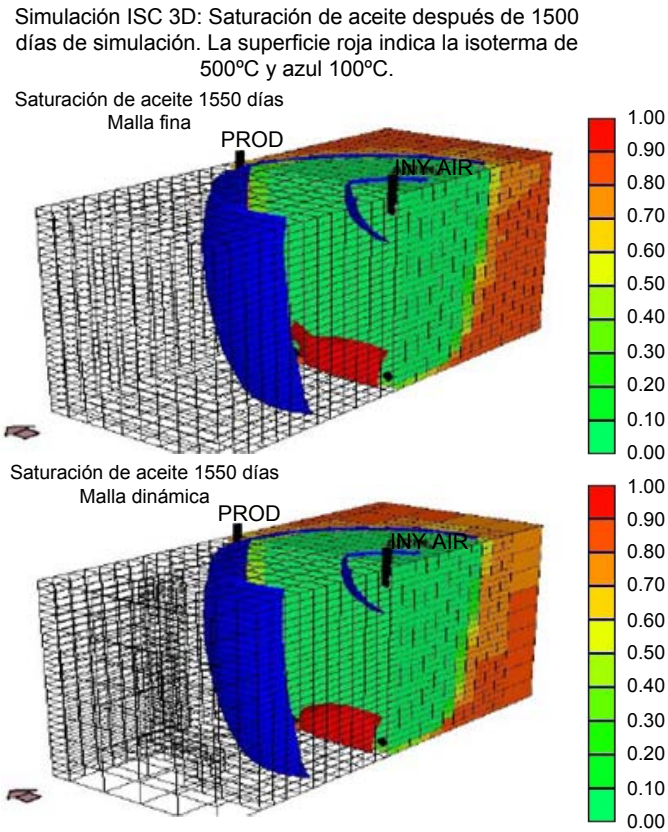 Simulación ISC 3D: Saturación de aceite después de 1500
días de simulación. La superficie roja indica la isoterma de
500ºC y azul 100ºC.
Saturación de aceite 1550 días
Malla fina
PROD
INY AIR
1.00
0.90
0.80
0.70
0.60
0.50
0.40
0.30
0.20
0.10
0.00
Saturación de aceite 1550 días
Malla dinámica
PROD
INY AIR
1.00
0.90
0.80
0.70
0.60
0.50
0.40
0.30
0.20
0.10
0.00